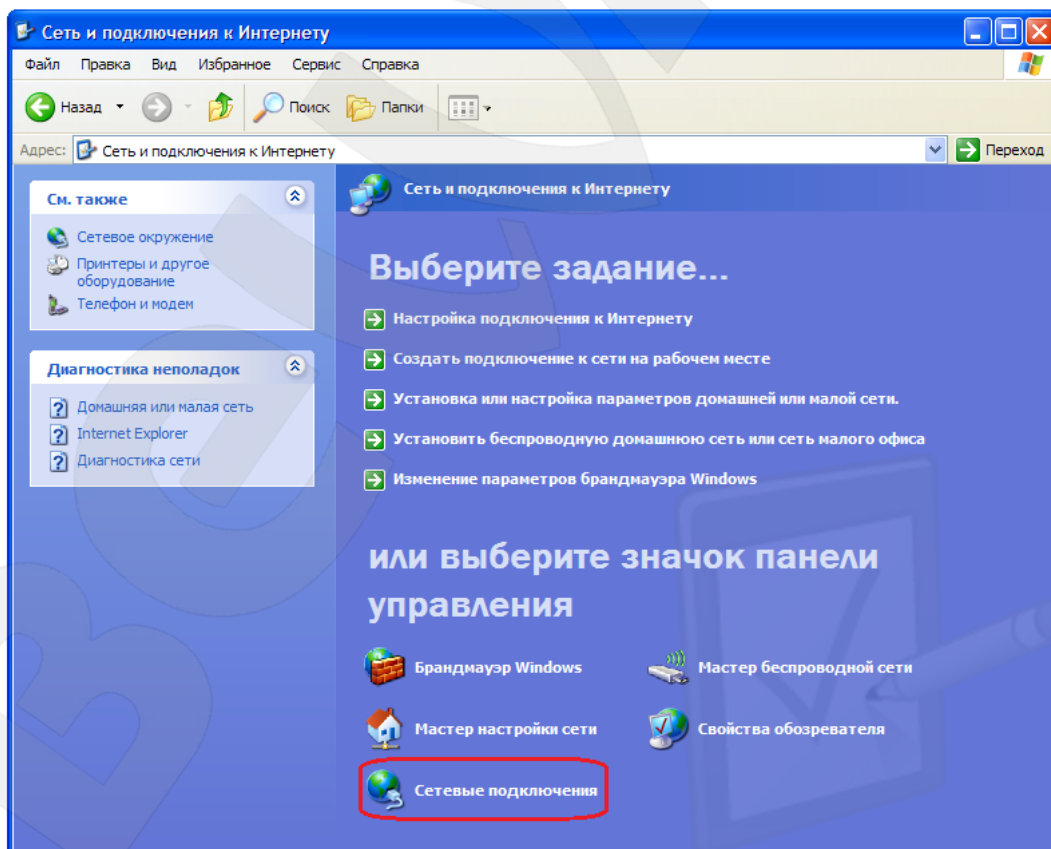 Сеть и подключения к Интернету
Файл Правка Вид Избранное Сервис Справка
Назад Поиск Папки
Адрес: Сеть и подключения к Интернету Переход
См. также
Сетевое окружение
Принтеры и другое
оборудование
Телефон и модем
Диагностика неполадок
Домашняя или малая сеть
Internet Explorer
Диагностика сети
Сеть и подключения к Интернету
Выберите задание...
Настройка подключения к Интернету
Создать подключение к сети на рабочем месте
Установка или настройка параметров домашней или малой сети.
Установить беспроводную домашнюю сеть или сеть малого офиса
Изменение параметров брандмауэра Windows
или выберите значок панели
управления
Брандмауэр Windows
Мастер беспроводной сети
Мастер настройки сети
Свойства обозревателя
Сетевые подключения